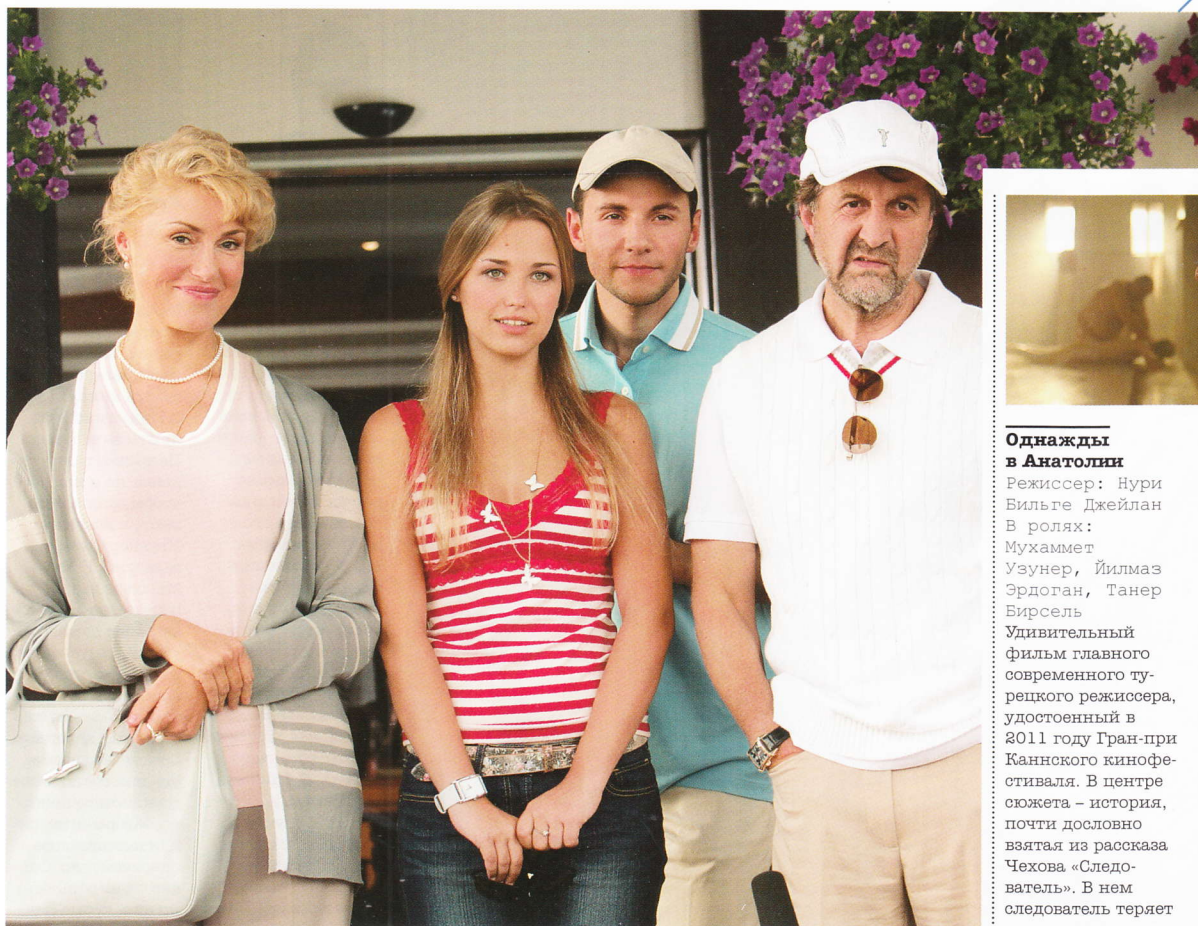 Однажды
в Анатолии
Режиссер: Нури
Бильге Джейлан
В ролях:
Мухаммет
Узунер, Йилмаз
Эрдоган, Танер
Бирсель
Удивительный
фильм главного
современного ту-
рецкого режиссера,
удостоенный в
2011 году Гран-при
Каннского кинофе-
стиваля. В центре
сюжета – история,
почти дословно
взятая из рассказа
Чехова «Следо-
ватель». В нем
следователь теряет